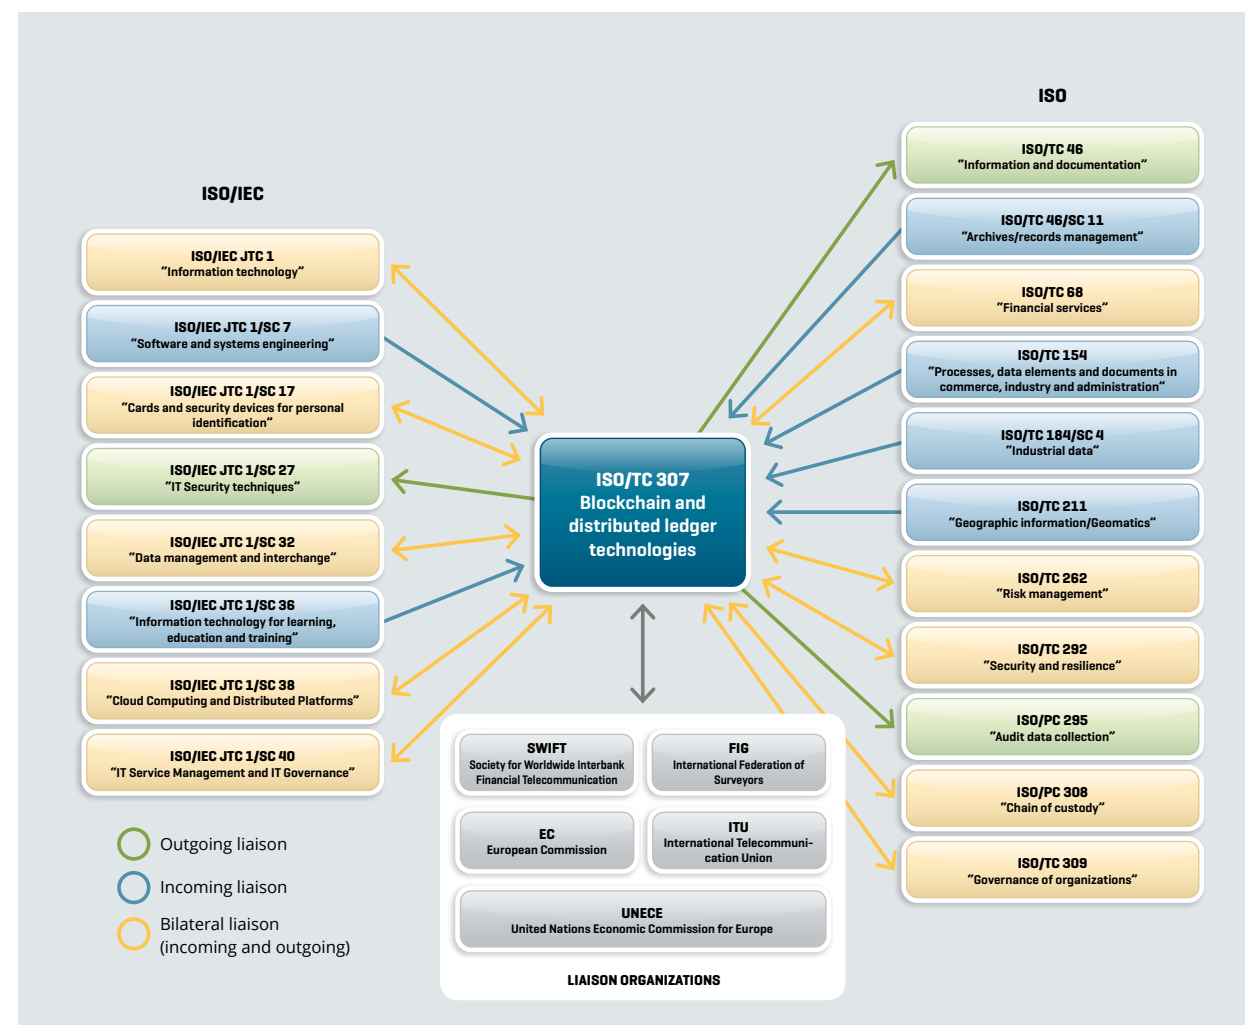 ISO
ISO/TC 46
“Information and documentation”
ISO/TC 46/SC 11
“Archives/records management”
ISO/TC 68
“Financial services”
ISO/TC 154
“Processes, data elements and documents in
commerce, industry and administration”
ISO/TC 184/SC 4
“Industrial data”
ISO/TC 211
“Geographic information/Geomatics”
ISO/TC 262
“Risk management”
ISO/TC 292
“Security and resilience”
ISO/PC 295
“Audit data collection”
ISO/PC 308
“Chain of custody”
ISO/TC 309
“Governance of organizations”
ISO/IEC
ISO/IEC JTC 1
“Information technology”
ISO/IEC JTC 1/SC 7
“Software and systems engineering”
ISO/IEC JTC 1/SC 17
“Cards and security devices for personal
identification”
ISO/IEC JTC 1/SC 27
“IT Security techniques”
ISO/IEC JTC 1/SC 32
“Data management and interchange”
ISO/IEC JTC 1/SC 36
“Information technology for learning,
education and training”
ISO/IEC JTC 1/SC 38
“Cloud Computing and Distributed Platforms”
ISO/IEC JTC 1/SC 40
“IT Service Management and IT Governance”
ISO/TC 307
Blockchain and
distributed ledger
technologies
SWIFT
Society for Worldwide Interbank
Financial Telecommunication
FIG
International Federation of
Surveyors
EC
European Commission
ITU
International Telecommuni-
cation Union
UNECE
United Nations Economic Commission for Europe
LIAISON ORGANIZATIONS
Outgoing liaison
Incoming liaison
Bilateral liaison
(incoming and outgoing)